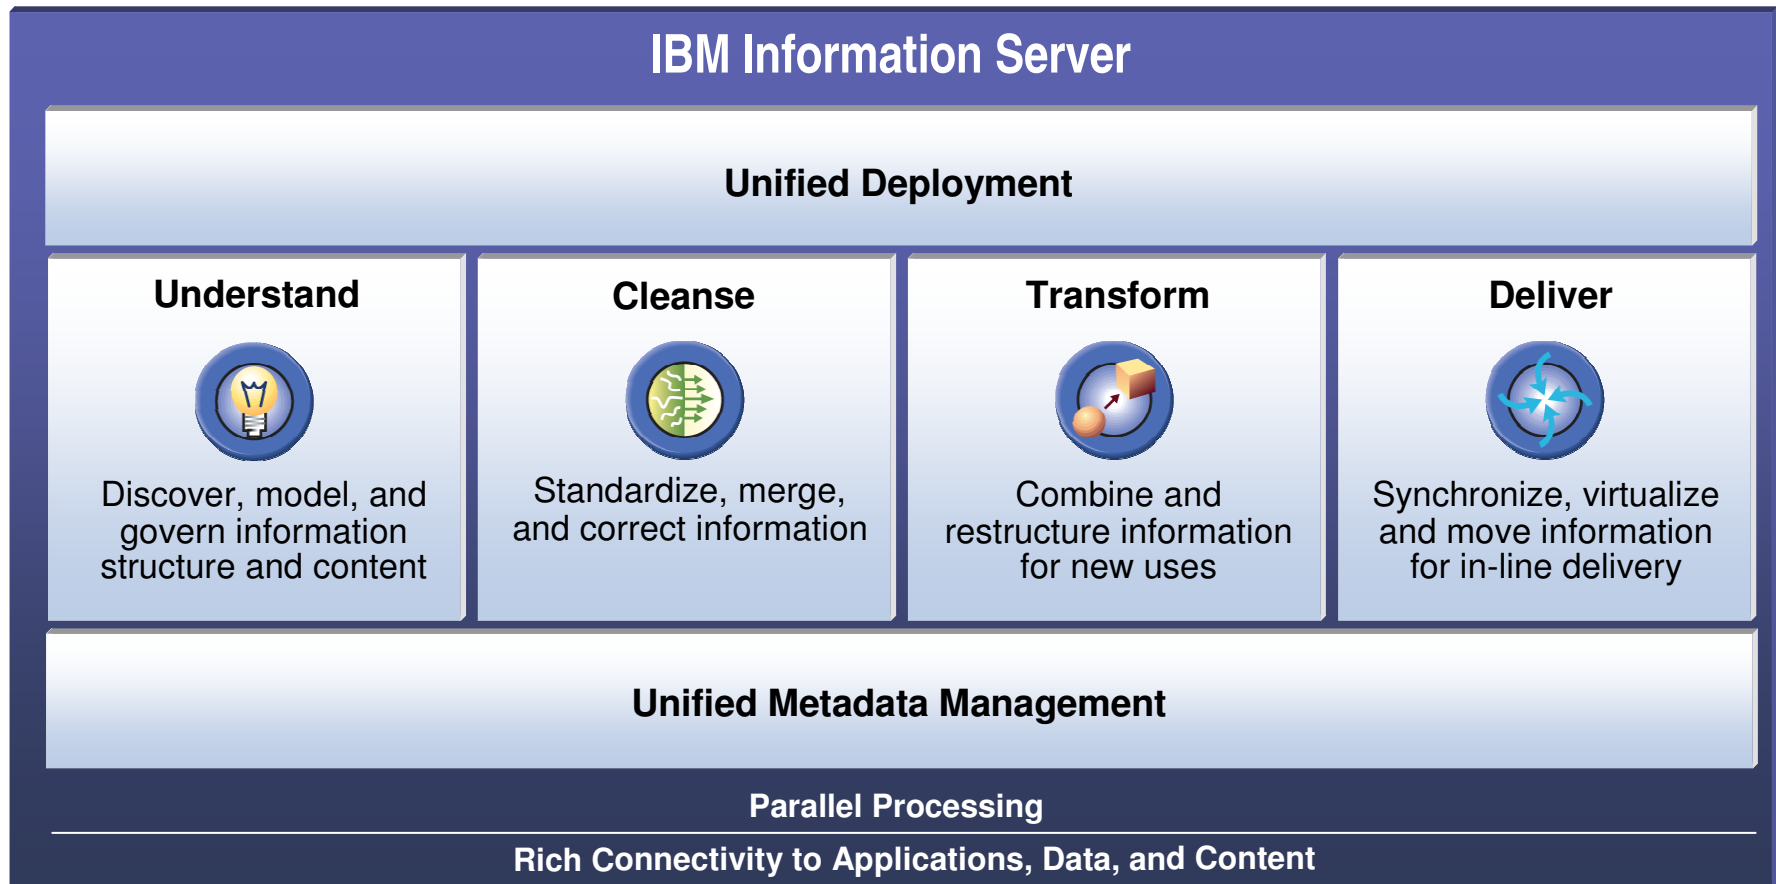 IBM Information Server
Unified Deployment
Understand
Discover, model, and
govern information
structure and content
Cleanse
Standardize, merge,
and correct information
Transform
Combine and
restructure information
for new uses
Deliver
Synchronize, virtualize
and move information
for in-line delivery
Unified Metadata Management
Parallel Processing
Rich Connectivity to Applications, Data, and Content